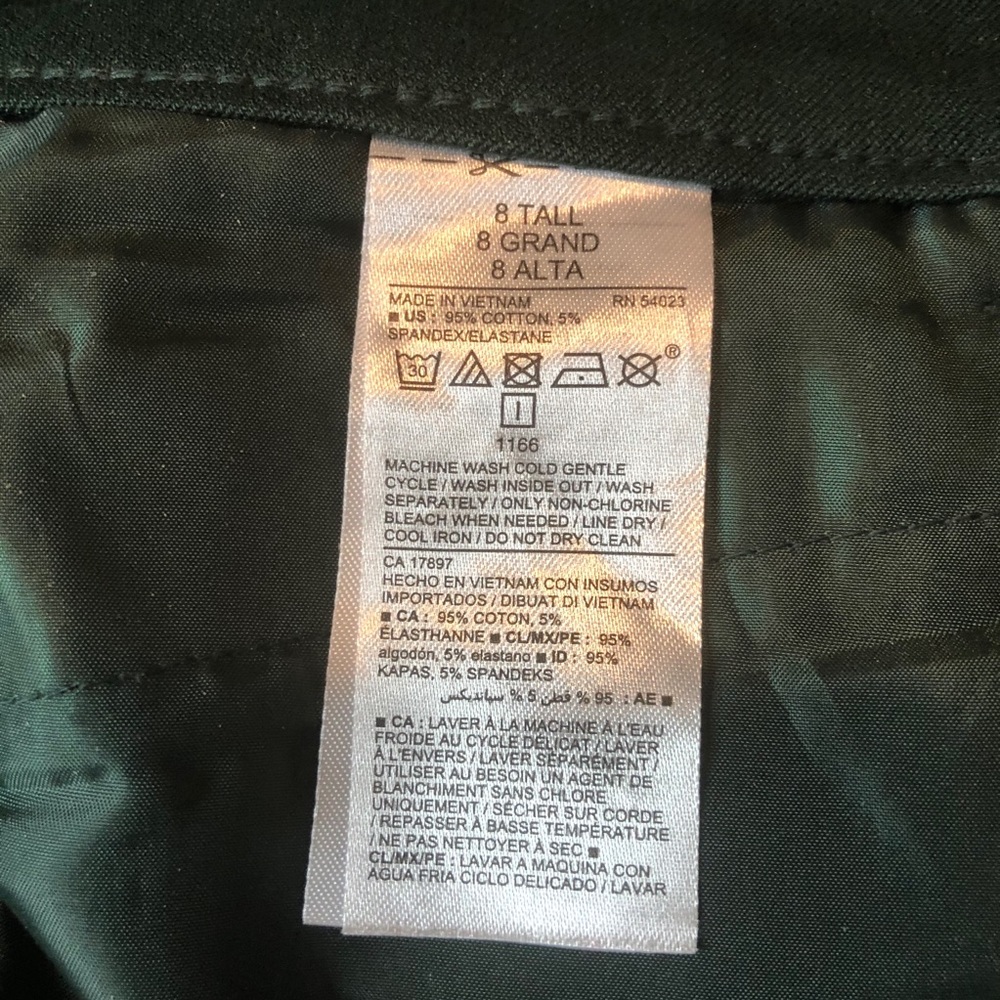 8 TALL
8 GRAND
8 ALTA
MADE IN VIETNAM RN 54023
■ US : 95% COTTON, 5%
SPANDEX/ELASTANE
30 ®
1166
MACHINE WASH COLD GENTLE
CYCLE / WASH INSIDE OUT / WASH
SEPARATELY / ONLY NON-CHLORINE
BLEACH WHEN NEEDED / LINE DRY /
COOL IRON / DO NOT DRY CLEAN
CA 17897
HECHO EN VIETNAM CON INSUMOS
IMPORTADOS / DIBUAT DI VIETNAM
■ CA : 95% COTON, 5%
ÉLASTHANNE ■ CL/MX/PE : 95%
algodón, 5% elastano ■ ID : 95%
KAPAS, 5% SPANDEKS
■ AE : 95 % قطن, 5 % سباندیكس
■ CA : LAVER À LA MACHINE À L'EAU
FROIDE AU CYCLE DÉLICAT / LAVER
À L'ENVERS / LAVER SÉPARÉMENT /
UTILISER AU BESOIN UN AGENT DE
BLANCHIMENT SANS CHLORE
UNIQUEMENT / SÉCHER SUR CORDE
/ REPASSER À BASSE TEMPÉRATURE
/ NE PAS NETTOYER À SEC ■
CL/MX/PE : LAVAR A MAQUINA CON
AGUA FRIA CICLO DELICADO / LAVAR